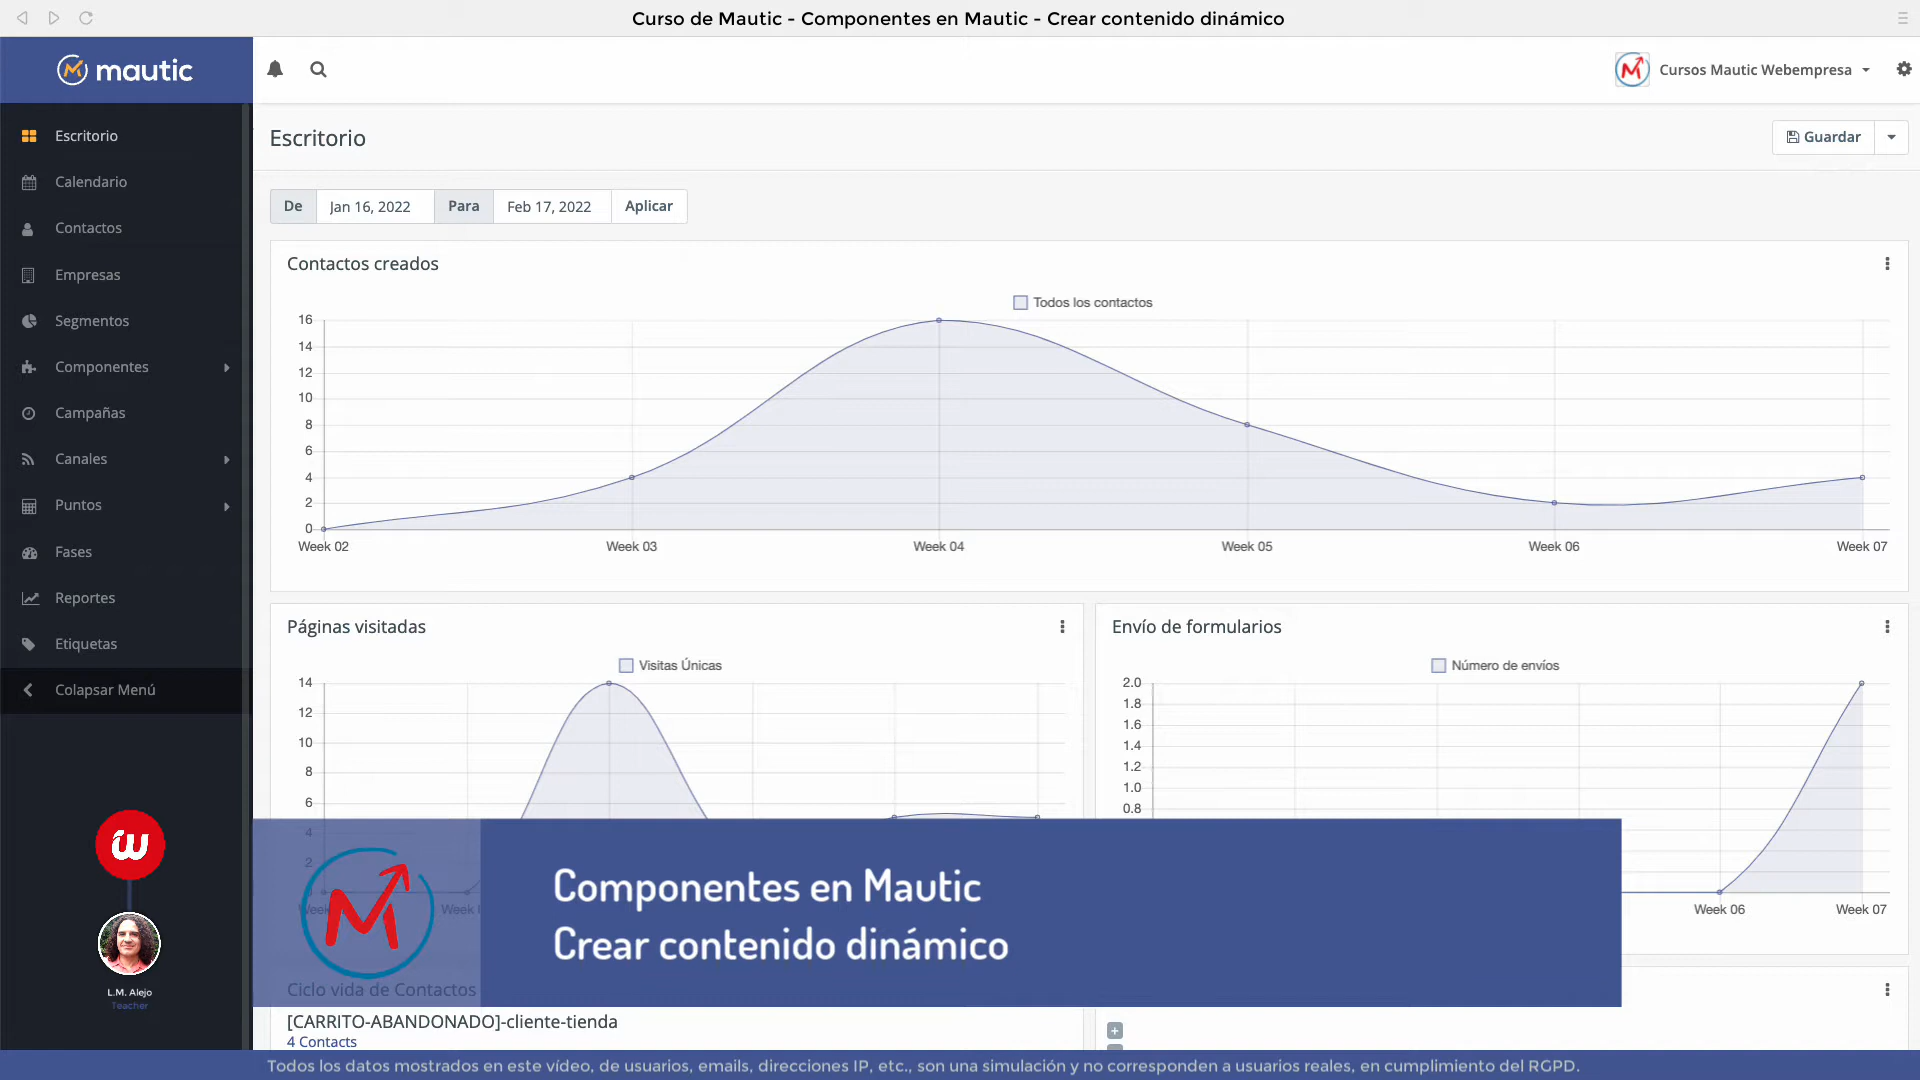 Curso de Mautic - Componentes en Mautic - Crear contenido dinámico
mautic
Cursos Mautic Webempresa
Escritorio
Calendario
Contactos
Empresas
Segmentos
Componentes
Campañas
Canales
Puntos
Fases
Reportes
Etiquetas
Colapsar Menú
L.M. Alejo
Teacher
Escritorio
Guardar
De Jan 16, 2022 Para Feb 17, 2022 Aplicar
Contactos creados
Todos los contactos
16
14
12
10
8
6
4
2
0
Week 02 Week 03 Week 04 Week 05 Week 06 Week 07
Páginas visitadas
Visitas Únicas
14
12
10
8
6
4
2
0
Envío de formularios
Número de envíos
2.0
1.8
1.6
1.4
1.2
1.0
0.8
Week 06 Week 07
Componentes en Mautic
Crear contenido dinámico
Ciclo vida de Contactos
[CARRITO-ABANDONADO]-cliente-tienda
4 Contacts
Todos los datos mostrados en este vídeo, de usuarios, emails, direcciones IP, etc., son una simulación y no corresponden a usuarios reales, en cumplimiento del RGPD.